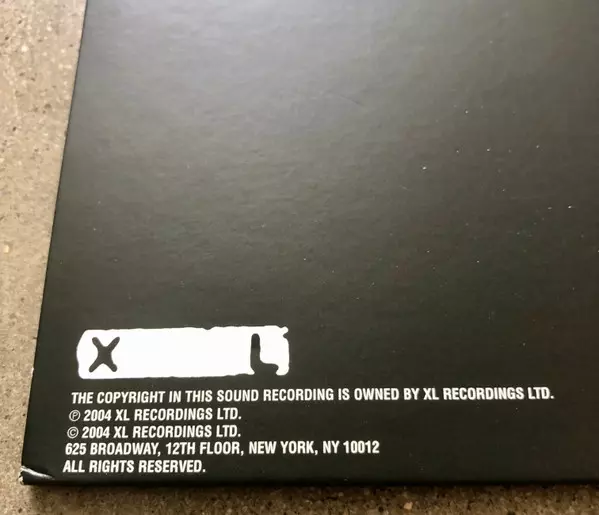 X L
THE COPYRIGHT IN THIS SOUND RECORDING IS OWNED BY XL RECORDINGS LTD.
℗ 2004 XL RECORDINGS LTD.
© 2004 XL RECORDINGS LTD.
625 BROADWAY, 12TH FLOOR, NEW YORK, NY 10012
ALL RIGHTS RESERVED.